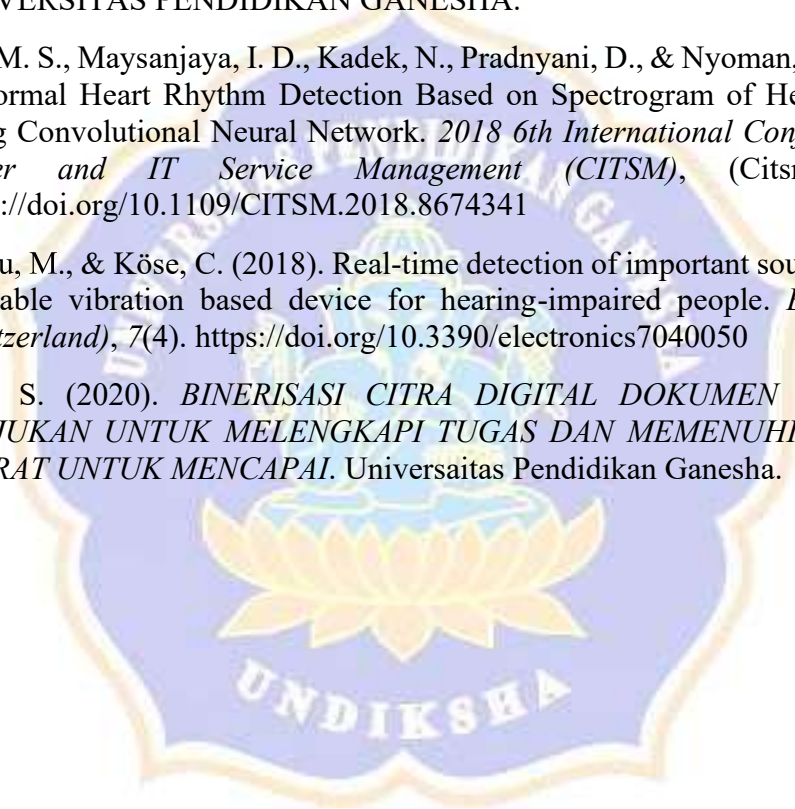 VERSITAS PENDIDIKAN GANESHA.
M. S., Maysanjaya, I. D., Kadek, N., Pradnyani, D., & Nyoman,
ormal Heart Rhythm Detection Based on Spectrogram of He
g Convolutional Neural Network. 2018 6th International Con
er and IT Service Management (CITSM), (Citsr
://doi.org/10.1109/CITSM.2018.8674341
u, M., & Köse, C. (2018). Real-time detection of important sou
able vibration based device for hearing-impaired people.
tzerland), 7(4). https://doi.org/10.3390/electronics7040050
S. (2020). BINERISASI CITRA DIGITAL DOKUMEN
JUKAN UNTUK MELENGKAPI TUGAS DAN MEMENUHI
RAT UNTUK MENCAPAI. Universaitas Pendidikan Ganesha.
UNIVERSITAS PENDIDIKAN GANESHA
UNDIKSHA